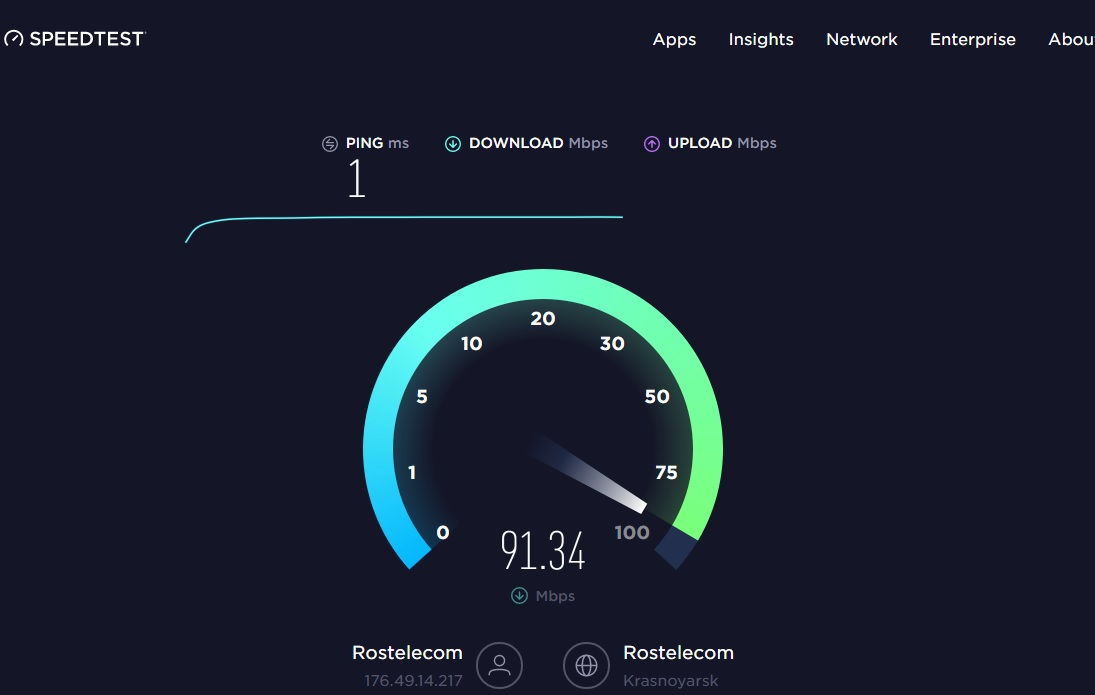 SPEEDTEST
Apps Insights Network Enterprise Abou
PING ms DOWNLOAD Mbps UPLOAD Mbps
1
20
10 30
5 50
1 75
0 100
91.34
Mbps
Rostelecom Rostelecom
176.49.14.217 Krasnoyarsk